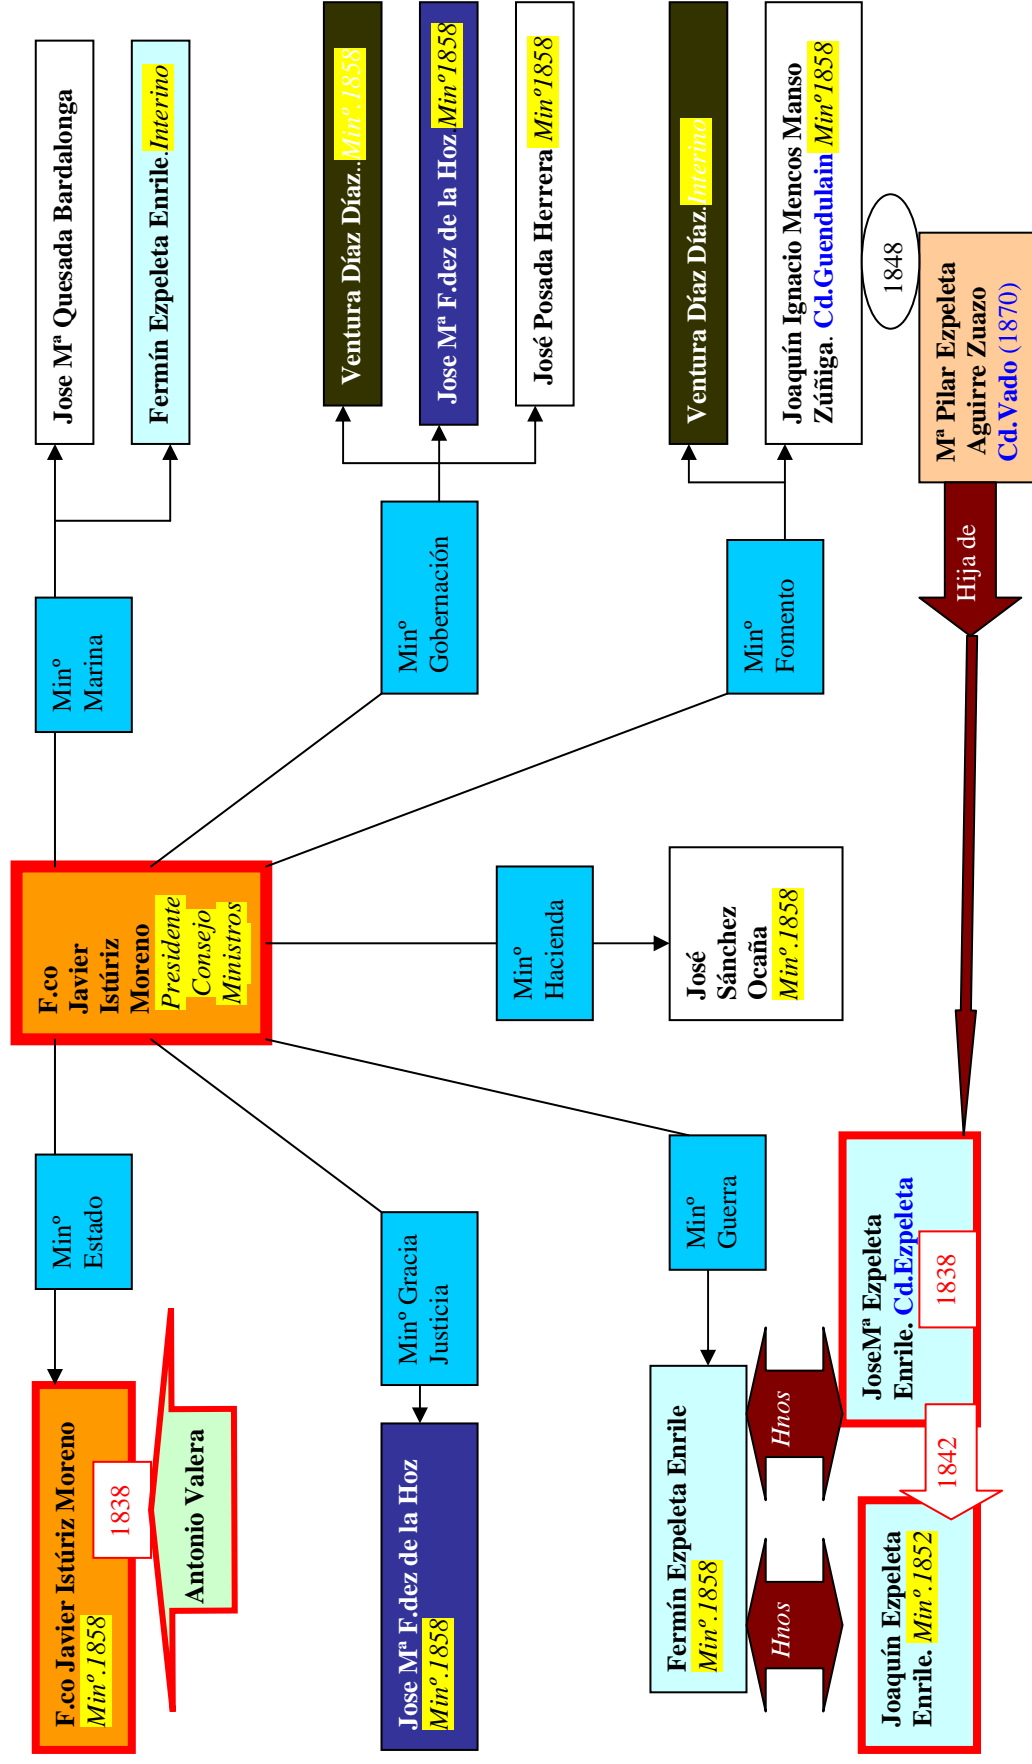 F.co Javier Istúriz Moreno
Minº.1858
1838
Antonio Valera
Minº
Estado
F.co
Javier
Istúriz
Moreno
Presidente
Consejo
Ministros
Minº
Marina
Jose Mª Quesada Bardalonga
Fermín Ezpeleta Enrile.Interino
Jose Mª F.dez de la Hoz
Minº.1858
Minº Gracia
Justicia
Minº
Gobernación
Ventura Díaz Díaz..Minº.1858
Jose Mª F.dez de la Hoz.Minº1858
José Posada Herrera Minº1858
Minº
Hacienda
José
Sánchez
Ocaña
Minº.1858
Fermín Ezpeleta Enrile
Minº.1858
Minº
Guerra
Minº
Fomento
Ventura Díaz Díaz.Interino
Joaquín Ignacio Mencos Manso
Zúñiga. Cd.Guendulain Minº1858
1848
Hnos
Hnos
Joaquín Ezpeleta
Enrile. Minº.1852
1842
JoseMª Ezpeleta
Enrile. Cd.Ezpeleta
1838
Hija de
Mª Pilar Ezpeleta
Aguirre Zuazo
Cd.Vado (1870)